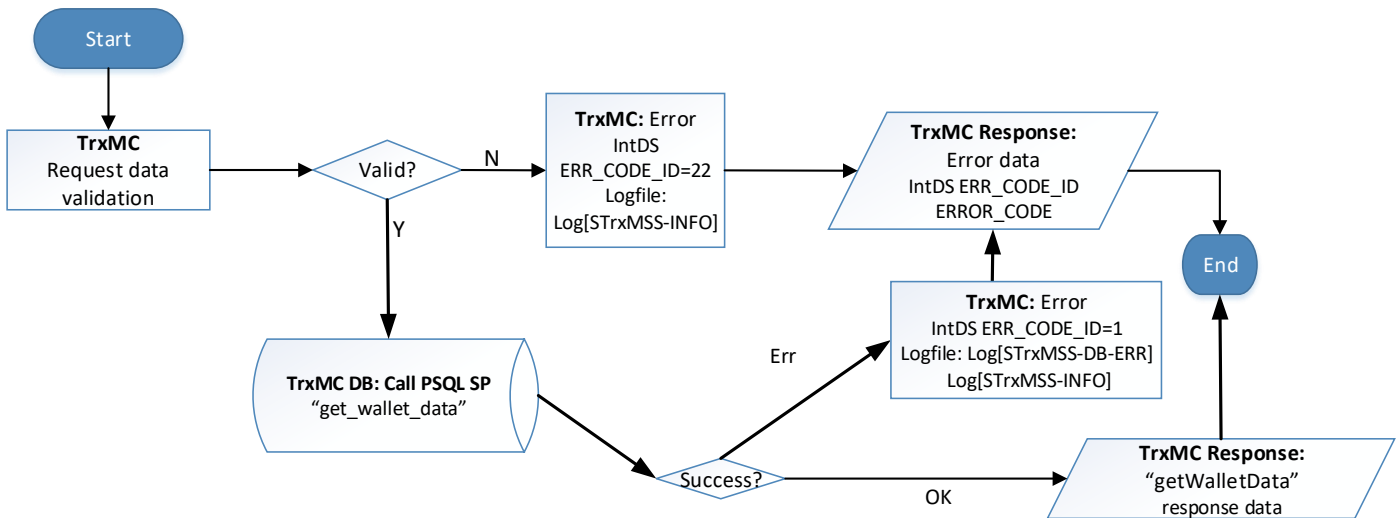 Start
TrxMC
Request data
validation
Valid?
N
Y
TrxMC: Error
IntDS
ERR_CODE_ID=22
Logfile:
Log[STrxMSS-INFO]
TrxMC Response:
Error data
IntDS ERR_CODE_ID
ERROR_CODE
End
TrxMC DB: Call PSQL SP
“get_wallet_data”
Success?
Err
OK
TrxMC: Error
IntDS ERR_CODE_ID=1
Logfile: Log[STrxMSS-DB-ERR]
Log[STrxMSS-INFO]
TrxMC Response:
“getWalletData”
response data